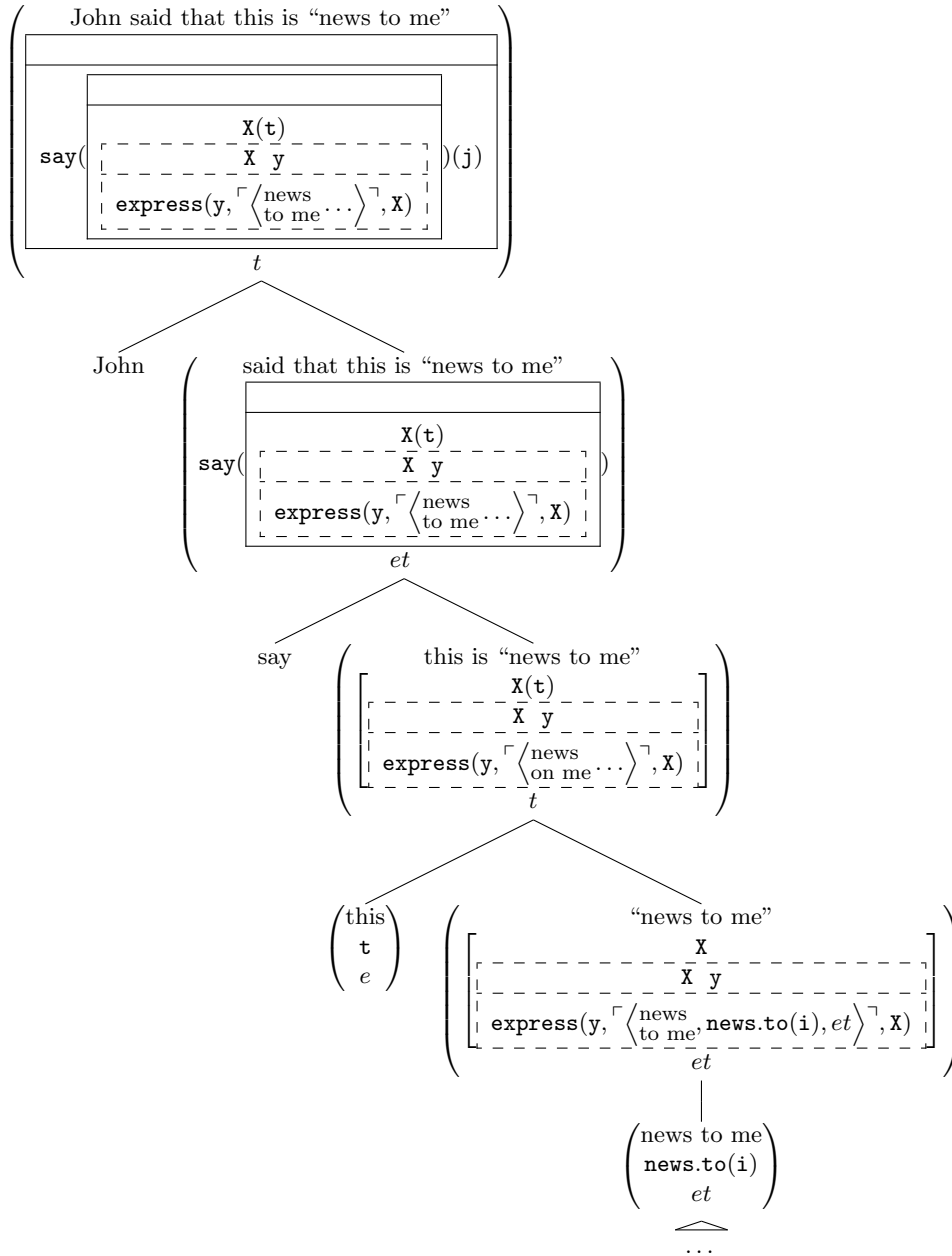 John said that this is “news to me”
X(t)
X y
say(
)(j)
express(y, ⌜⟨news to me …⟩⌝, X)
t
John
said that this is “news to me”
X(t)
X y
say(
)
express(y, ⌜⟨news to me …⟩⌝, X)
et
say
this is “news to me”
X(t)
X y
express(y, ⌜⟨news on me …⟩⌝, X)
t
this
t
e
“news to me”
X
X y
express(y, ⌜⟨news to me, news.to(i), et⟩⌝, X)
et
news to me
news.to(i)
et
…